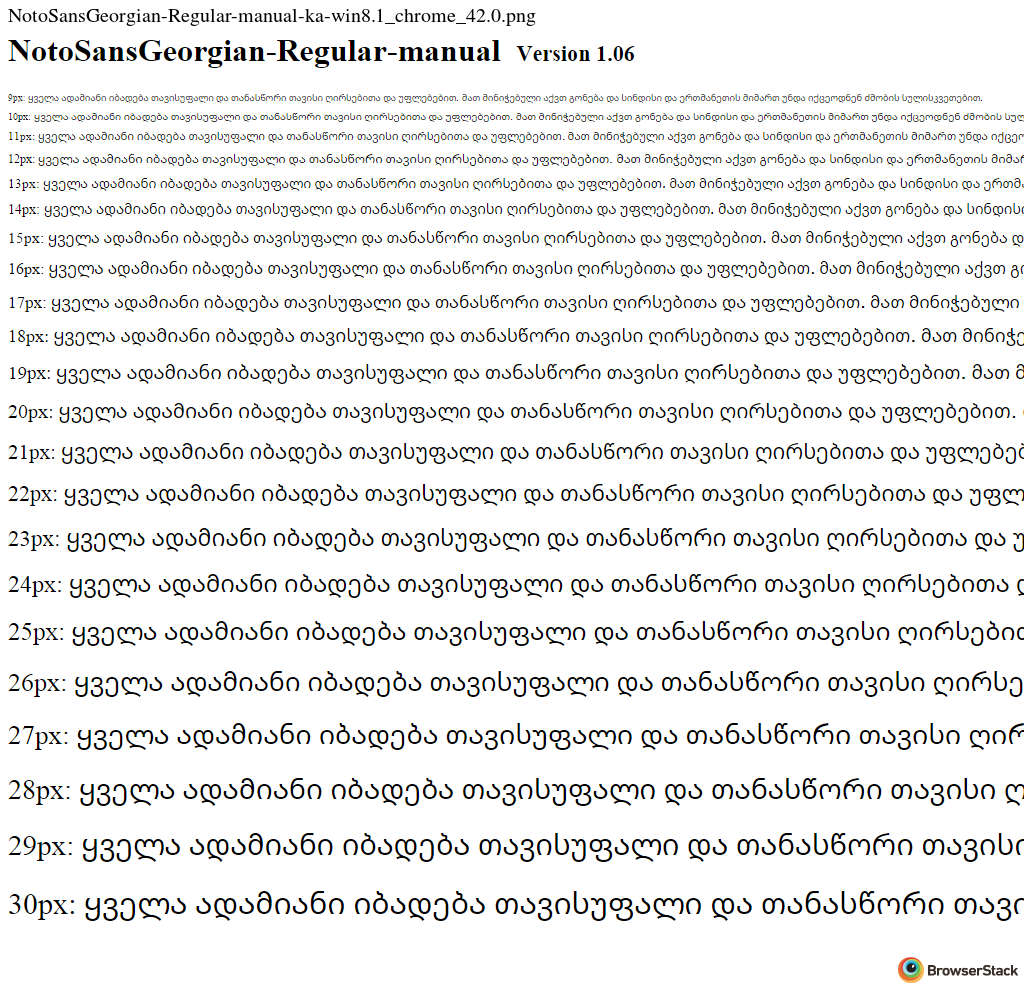 NotoSansGeorgian-Regular-manual-ka-win8.1_chrome_42.0.png
NotoSansGeorgian-Regular-manual Version 1.06
9px: ყველა ადამიანი იბადება თავისუფალი და თანასწორი თავისი ღირსებითა და უფლებებით. მათ მინიჭებული აქვთ გონება და სინდისი და ერთმანეთის მიმართ უნდა იქცეოდნენ ძმობის სულისკვეთებით.
10px: ყველა ადამიანი იბადება თავისუფალი და თანასწორი თავისი ღირსებითა და უფლებებით. მათ მინიჭებული აქვთ გონება და სინდისი და ერთმანეთის მიმართ უნდა იქცეოდნენ ძმობის სულ
11px: ყველა ადამიანი იბადება თავისუფალი და თანასწორი თავისი ღირსებითა და უფლებებით. მათ მინიჭებული აქვთ გონება და სინდისი და ერთმანეთის მიმართ უნდა იქცეო
12px: ყველა ადამიანი იბადება თავისუფალი და თანასწორი თავისი ღირსებითა და უფლებებით. მათ მინიჭებული აქვთ გონება და სინდისი და ერთმანეთის მიმარ
13px: ყველა ადამიანი იბადება თავისუფალი და თანასწორი თავისი ღირსებითა და უფლებებით. მათ მინიჭებული აქვთ გონება და სინდისი და ერთმ
14px: ყველა ადამიანი იბადება თავისუფალი და თანასწორი თავისი ღირსებითა და უფლებებით. მათ მინიჭებული აქვთ გონება და სინდისი
15px: ყველა ადამიანი იბადება თავისუფალი და თანასწორი თავისი ღირსებითა და უფლებებით. მათ მინიჭებული აქვთ გონება დ
16px: ყველა ადამიანი იბადება თავისუფალი და თანასწორი თავისი ღირსებითა და უფლებებით. მათ მინიჭებული აქვთ გ
17px: ყველა ადამიანი იბადება თავისუფალი და თანასწორი თავისი ღირსებითა და უფლებებით. მათ მინიჭებული
18px: ყველა ადამიანი იბადება თავისუფალი და თანასწორი თავისი ღირსებითა და უფლებებით. მათ მინიჭე
19px: ყველა ადამიანი იბადება თავისუფალი და თანასწორი თავისი ღირსებითა და უფლებებით. მათ მ
20px: ყველა ადამიანი იბადება თავისუფალი და თანასწორი თავისი ღირსებითა და უფლებებით.
21px: ყველა ადამიანი იბადება თავისუფალი და თანასწორი თავისი ღირსებითა და უფლებებ
22px: ყველა ადამიანი იბადება თავისუფალი და თანასწორი თავისი ღირსებითა და უფლ
23px: ყველა ადამიანი იბადება თავისუფალი და თანასწორი თავისი ღირსებითა და უ
24px: ყველა ადამიანი იბადება თავისუფალი და თანასწორი თავისი ღირსებითა
25px: ყველა ადამიანი იბადება თავისუფალი და თანასწორი თავისი ღირსებით
26px: ყველა ადამიანი იბადება თავისუფალი და თანასწორი თავისი ღირსე
27px: ყველა ადამიანი იბადება თავისუფალი და თანასწორი თავისი ღირ
28px: ყველა ადამიანი იბადება თავისუფალი და თანასწორი თავისი ღ
29px: ყველა ადამიანი იბადება თავისუფალი და თანასწორი თავისი
30px: ყველა ადამიანი იბადება თავისუფალი და თანასწორი თავი
BrowserStack